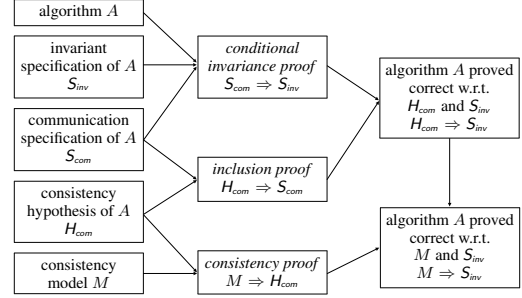 algorithm A
invariant
specification of A
S_inv
communication
specification of A
S_com
consistency
hypothesis of A
H_com
consistency
model M
conditional
invariance proof
S_com ⇒ S_inv
inclusion proof
H_com ⇒ S_com
consistency proof
M ⇒ H_com
algorithm A proved
correct w.r.t.
H_com and S_inv
H_com ⇒ S_inv
algorithm A proved
correct w.r.t.
M and S_inv
M ⇒ S_inv